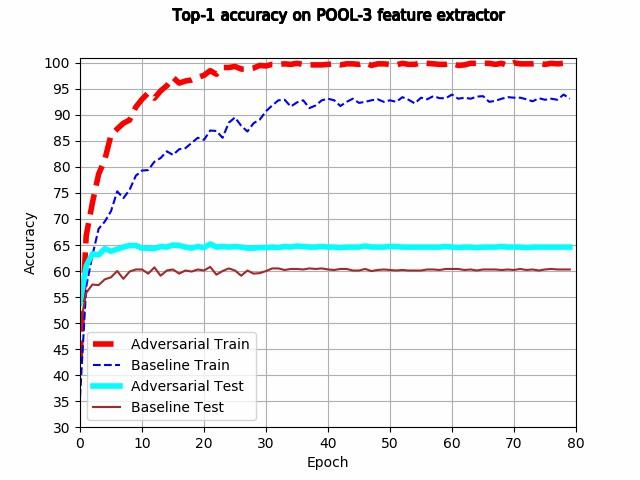 Top-1 accuracy on POOL-3 feature extractor
100
95
90
85
80
75
70
65
60
55
50
45
40
35
30
Accuracy
Adversarial Train
Baseline Train
Adversarial Test
Baseline Test
0 10 20 30 40 50 60 70 80
Epoch